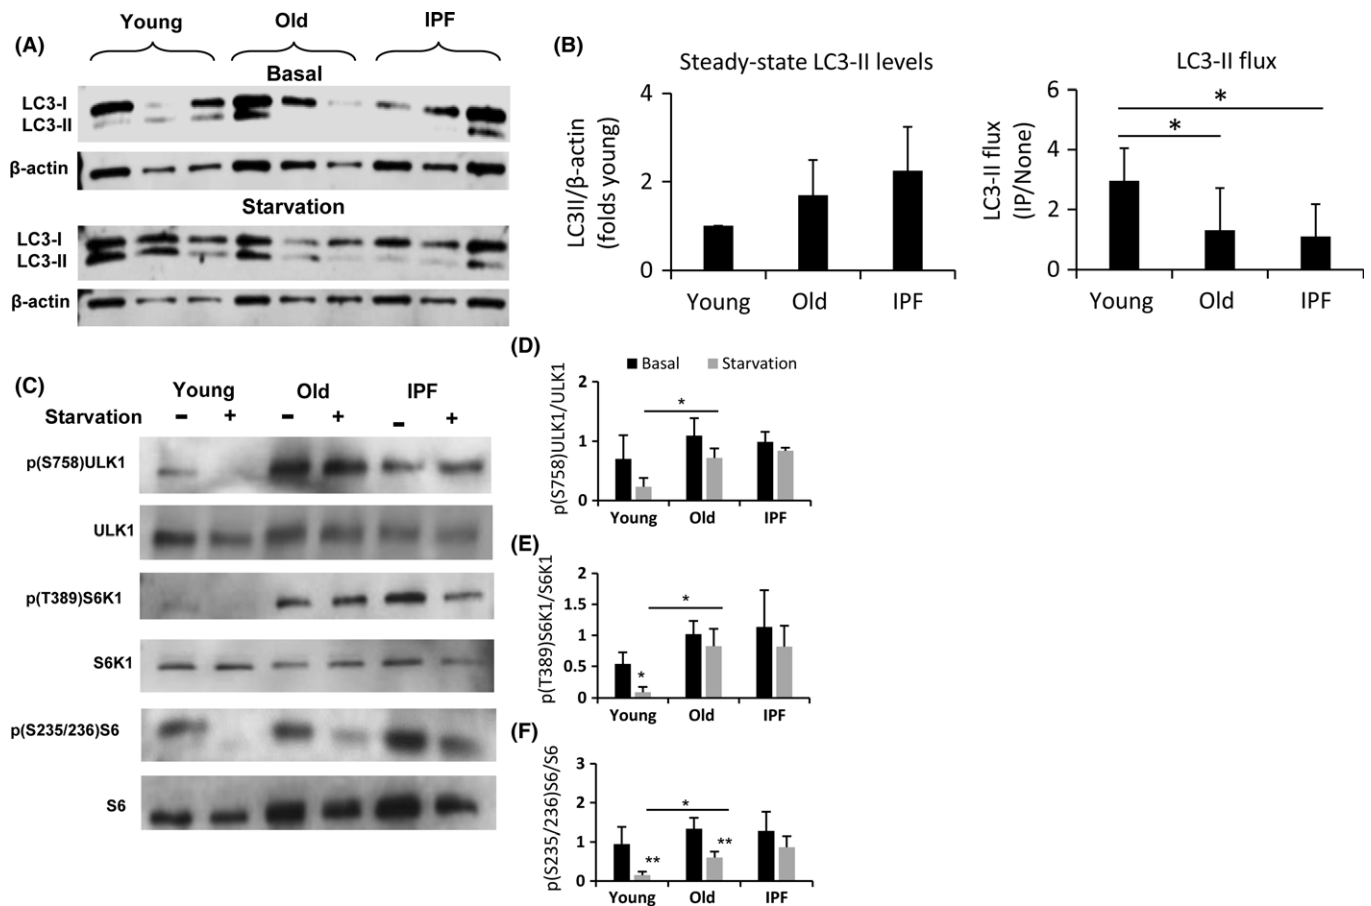 (A)
Young Old IPF
Basal
LC3-I
LC3-II
β-actin
Starvation
LC3-I
LC3-II
β-actin
(B)
Steady-state LC3-II levels
LC3II/β-actin
(folds young)
4
2
0
Young Old IPF
LC3-II flux
LC3-II flux
(IP/None)
6
4
2
0
*
*
Young Old IPF
(C)
Young Old IPF
Starvation - + - + - +
p(S758)ULK1
ULK1
p(T389)S6K1
S6K1
p(S235/236)S6
S6
(D)
Basal Starvation
p(S758)ULK1/ULK1
2
1
0
*
Young Old IPF
(E)
p(T389)S6K1/S6K1
2
1.5
1
0.5
0
*
*
Young Old IPF
(F)
p(S235/236)S6/S6
3
2
1
0
*
** **
Young Old IPF